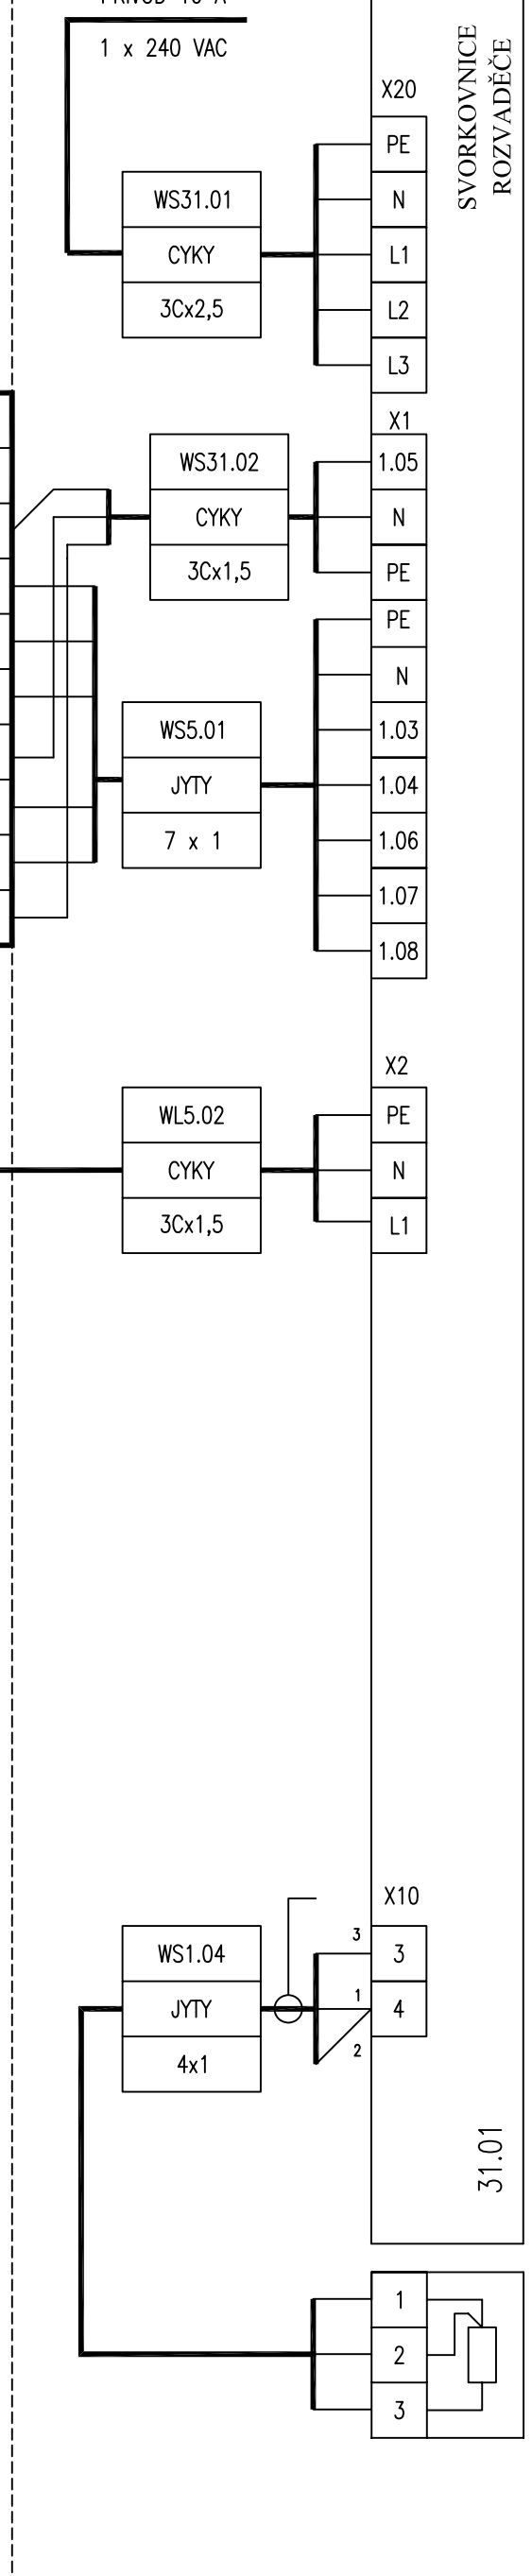 1 x 240 VAC
SVORKOVNICE
ROZVADĚČE
X20
PE
WS31.01
N
CYKY
L1
3Cx2,5
L2
L3
X1
WS31.02
1.05
CYKY
N
3Cx1,5
PE
PE
N
WS5.01
1.03
JYTY
1.04
7 x 1
1.06
1.07
1.08
X2
WL5.02
PE
CYKY
N
3Cx1,5
L1
X10
3
WS1.04
3
1
JYTY
4
2
4x1
31.01
1
2
3